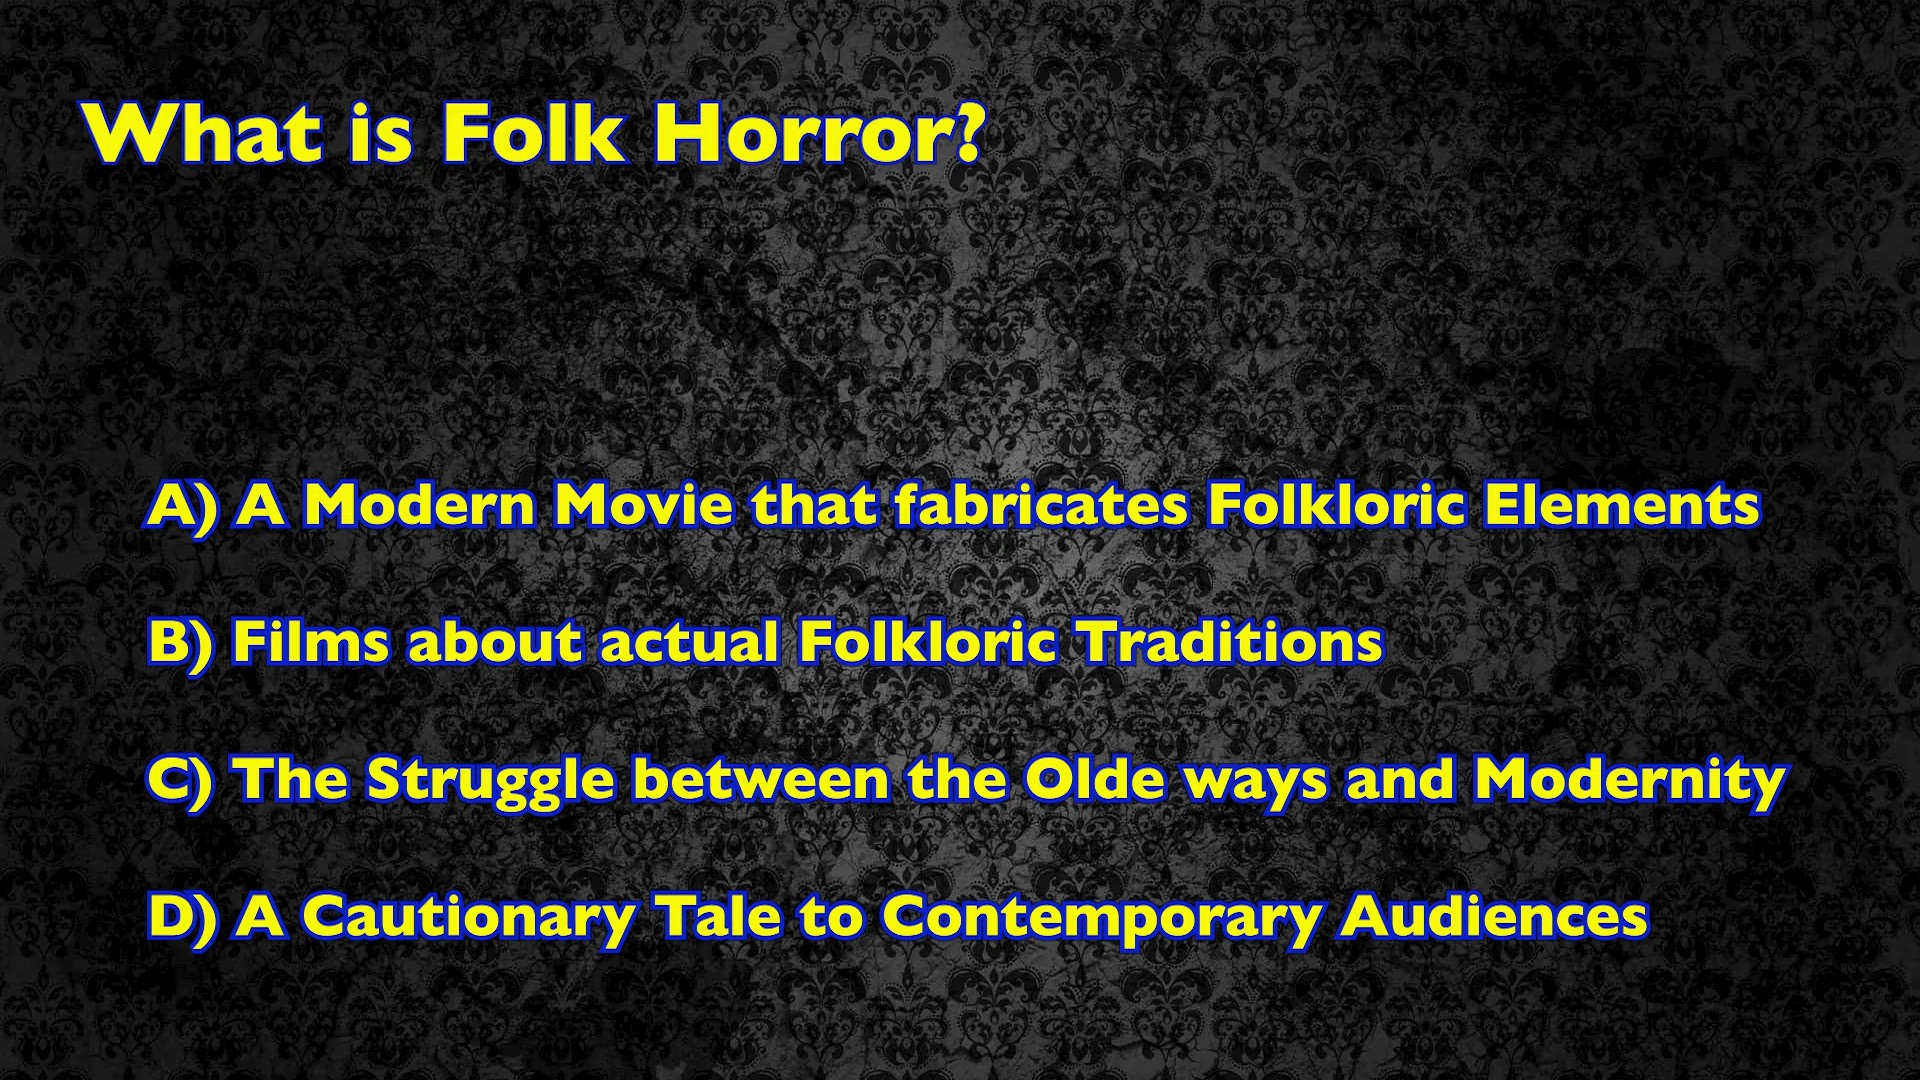 What is Folk Horror?
A) A Modern Movie that fabricates Folkloric Elements
B) Films about actual Folkloric Traditions
C) The Struggle between the Olde ways and Modernity
D) A Cautionary Tale to Contemporary Audiences